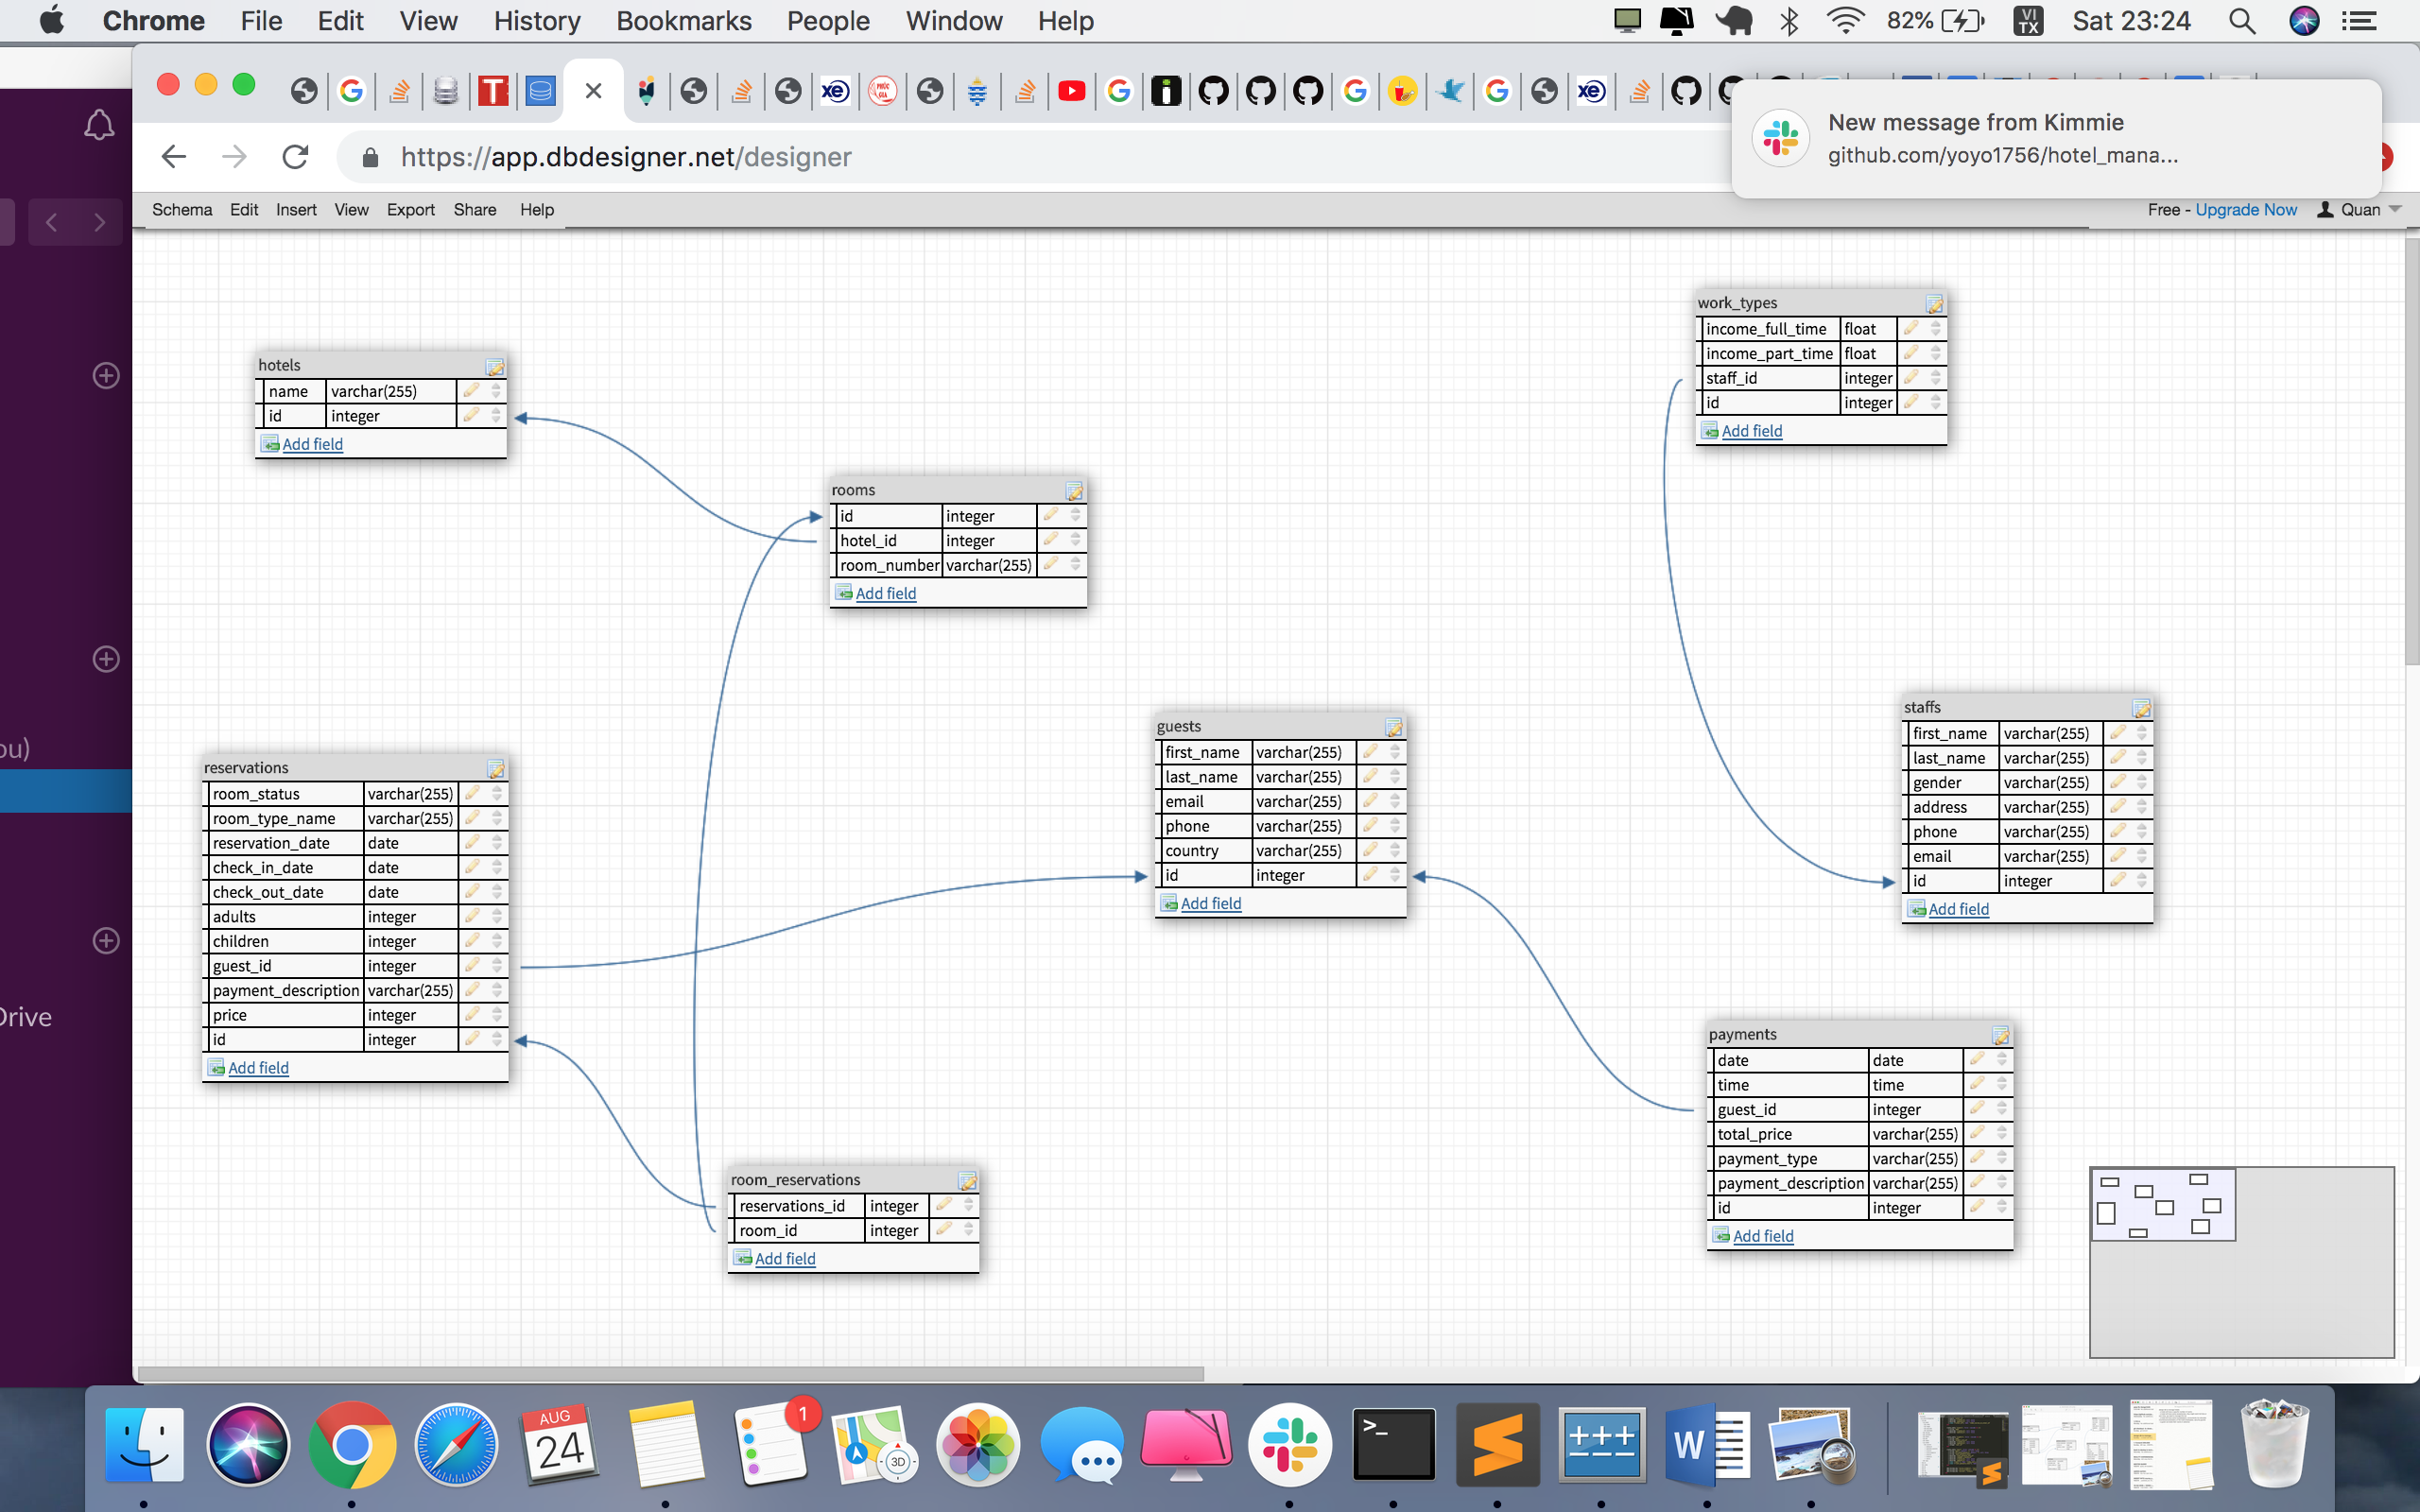 Chrome File Edit View History Bookmarks People Window Help 82% VI TX Sat 23:24
https://app.dbdesigner.net/designer
New message from Kimmie
github.com/yoyo1756/hotel_mana...
Schema Edit Insert View Export Share Help Free - Upgrade Now Quan
ou)
Drive
hotels
name varchar(255)
id integer
Add field
rooms
id integer
hotel_id integer
room_number varchar(255)
Add field
work_types
income_full_time float
income_part_time float
staff_id integer
id integer
Add field
reservations
room_status varchar(255)
room_type_name varchar(255)
reservation_date date
check_in_date date
check_out_date date
adults integer
children integer
guest_id integer
payment_description varchar(255)
price integer
id integer
Add field
guests
first_name varchar(255)
last_name varchar(255)
email varchar(255)
phone varchar(255)
country varchar(255)
id integer
Add field
staffs
first_name varchar(255)
last_name varchar(255)
gender varchar(255)
address varchar(255)
phone varchar(255)
email varchar(255)
id integer
Add field
payments
date date
time time
guest_id integer
total_price varchar(255)
payment_type varchar(255)
payment_description varchar(255)
id integer
Add field
room_reservations
reservations_id integer
room_id integer
Add field
AUG
24
1
3D